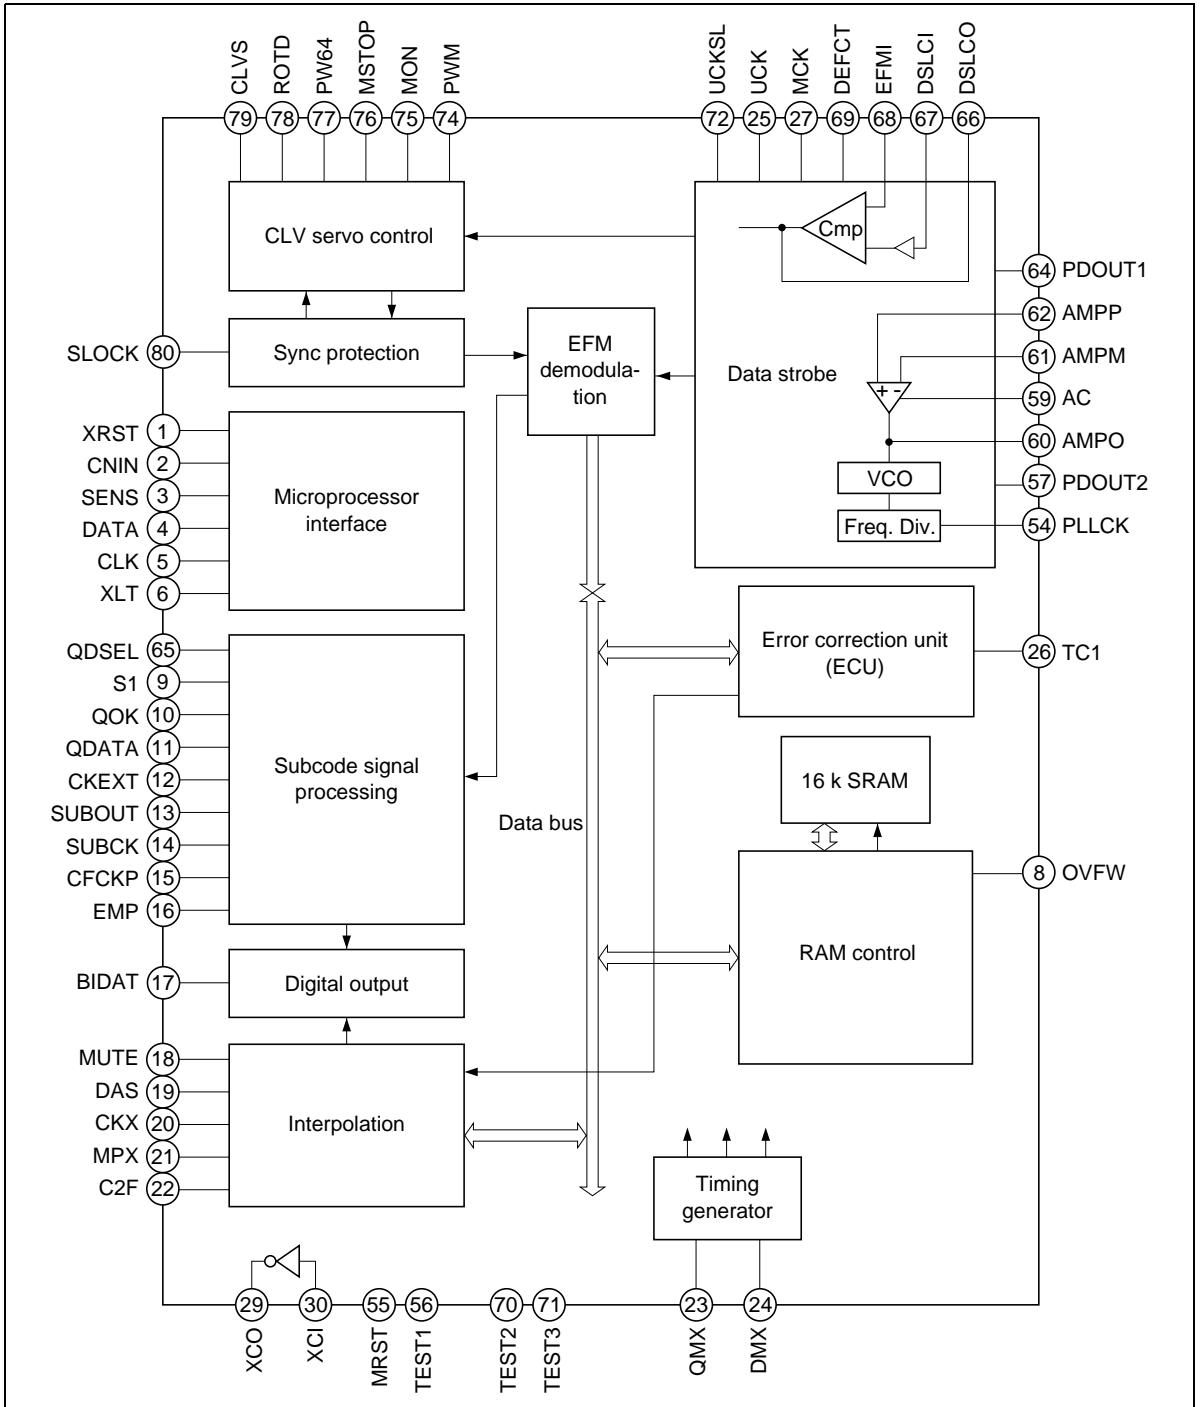 CLVS
ROTD
PW64
MSTOP
MON
PWM
UCKSL
UCK
MCK
DEFCT
EFMI
DSLCI
DSLCO
79
78
77
76
75
74
72
25
27
69
68
67
66
CLV servo control
Cmp
64 PDOUT1
62 AMPP
61 AMPM
59 AC
60 AMPO
57 PDOUT2
54 PLLCK
SLOCK 80
Sync protection
EFM
demodula-
tion
Data strobe
+ -
VCO
Freq. Div.
XRST 1
CNIN 2
SENS 3
DATA 4
CLK 5
XLT 6
Microprocessor
interface
Error correction unit
(ECU)
26 TC1
QDSEL 65
S1 9
QOK 10
QDATA 11
CKEXT 12
SUBOUT 13
SUBCK 14
CFCKP 15
EMP 16
Subcode signal
processing
Data bus
16 k SRAM
8 OVFW
RAM control
BIDAT 17
Digital output
MUTE 18
DAS 19
CKX 20
MPX 21
C2F 22
Interpolation
Timing
generator
29
30
55
56
70
71
23
24
XCO
XCI
MRST
TEST1
TEST2
TEST3
QMX
DMX